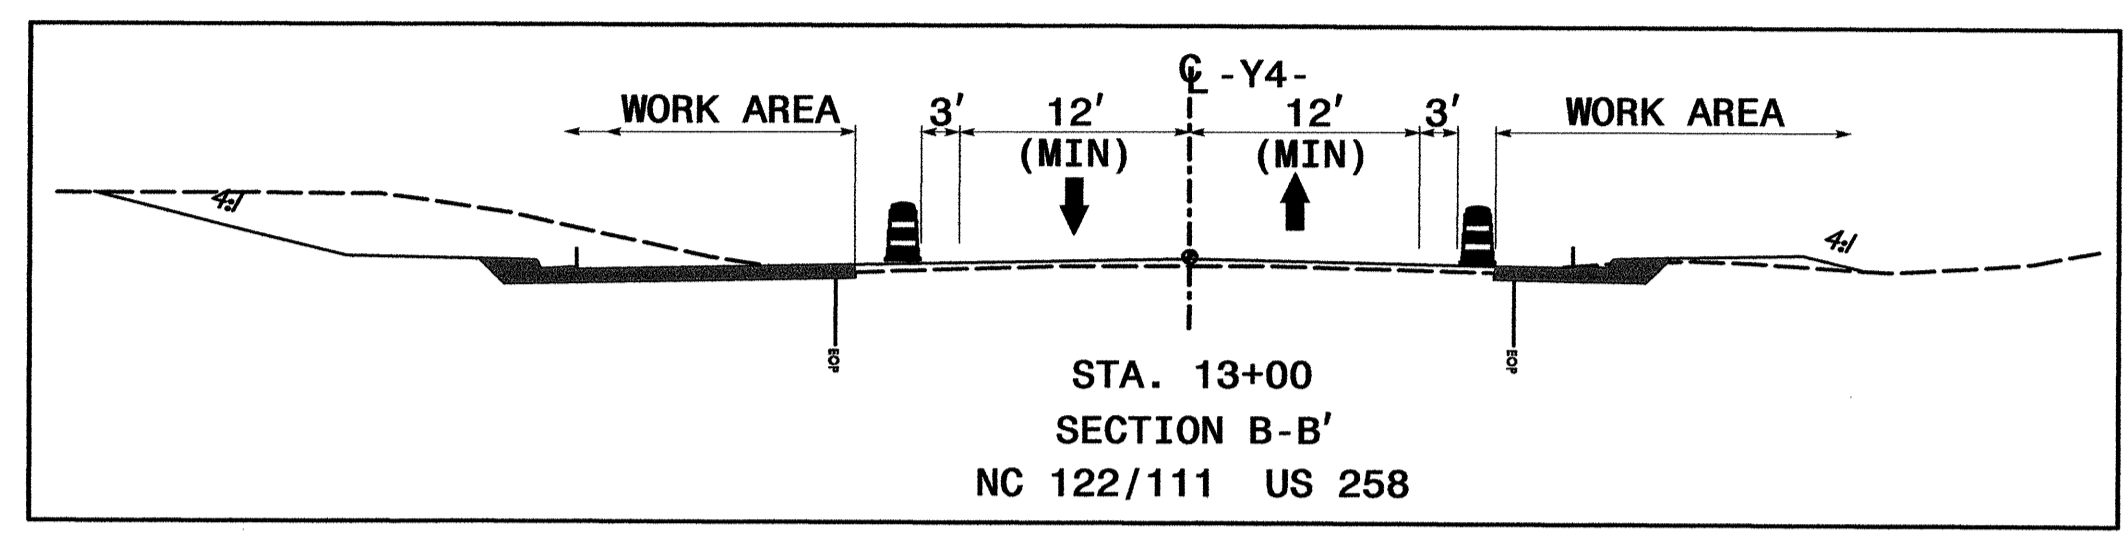 ℄ -Y4-
WORK AREA 3' 12' 12' 3' WORK AREA
(MIN) (MIN)
4:1
4:1
EOP
EOP
STA. 13+00
SECTION B-B'
NC 122/111 US 258